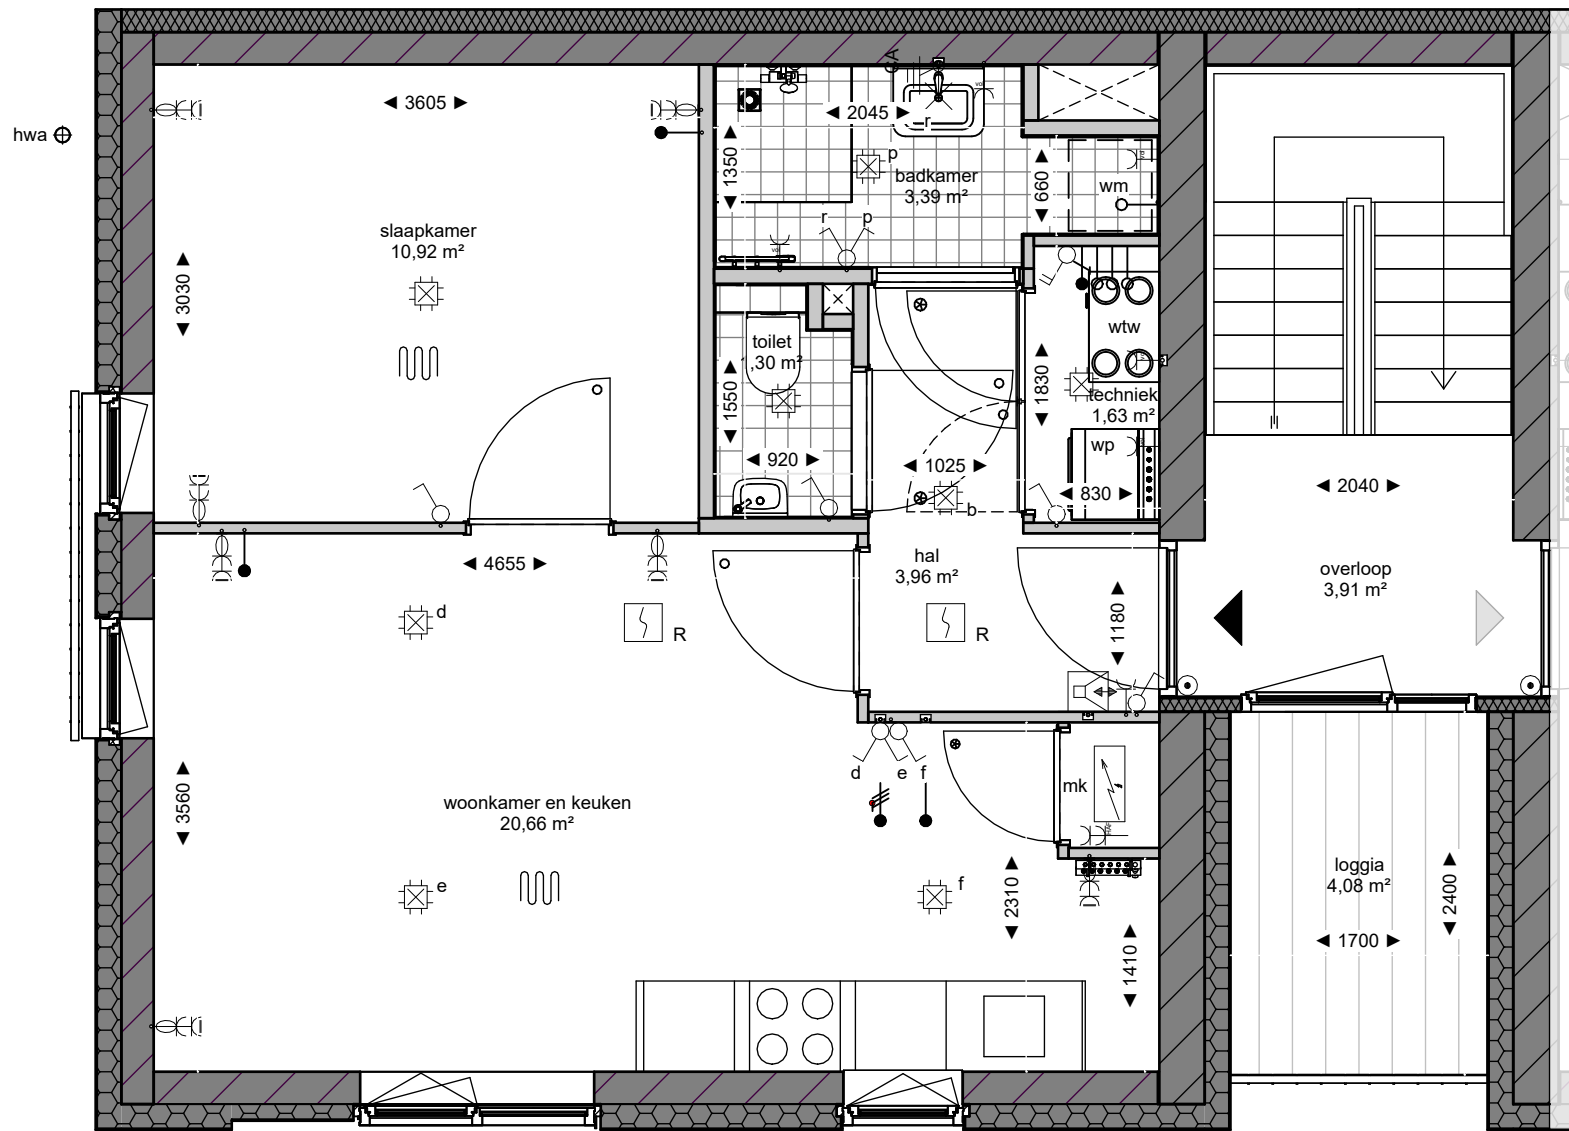 CA
3605
2045
r
hwa
p
1350
badkamer
3,39 m²
660
wm
slaapkamer
10,92 m²
r
p
3030
wtw
toilet
1,30 m²
1830
techniek
1,63 m²
1550
wp
920
1025
830
2040
b
4655
hal
3,96 m²
overloop
3,91 m²
d
R
R
1180
d
e
f
mk
3560
woonkamer en keuken
20,66 m²
loggia
4,08 m²
e
f
2310
2400
1700
1410